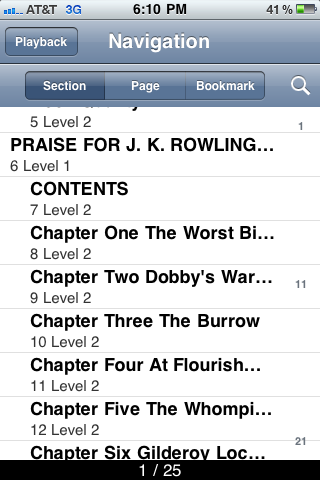 AT&T 3G 6:10 PM 41%
Playback Navigation
Section Page Bookmark
5 Level 2
1
PRAISE FOR J. K. ROWLING...
6 Level 1
CONTENTS
7 Level 2
Chapter One The Worst Bi...
8 Level 2
Chapter Two Dobby's War...
11
9 Level 2
Chapter Three The Burrow
10 Level 2
Chapter Four At Flourish...
11 Level 2
Chapter Five The Whompi...
12 Level 2
21
Chapter Six Gilderoy Loc...
1 / 25